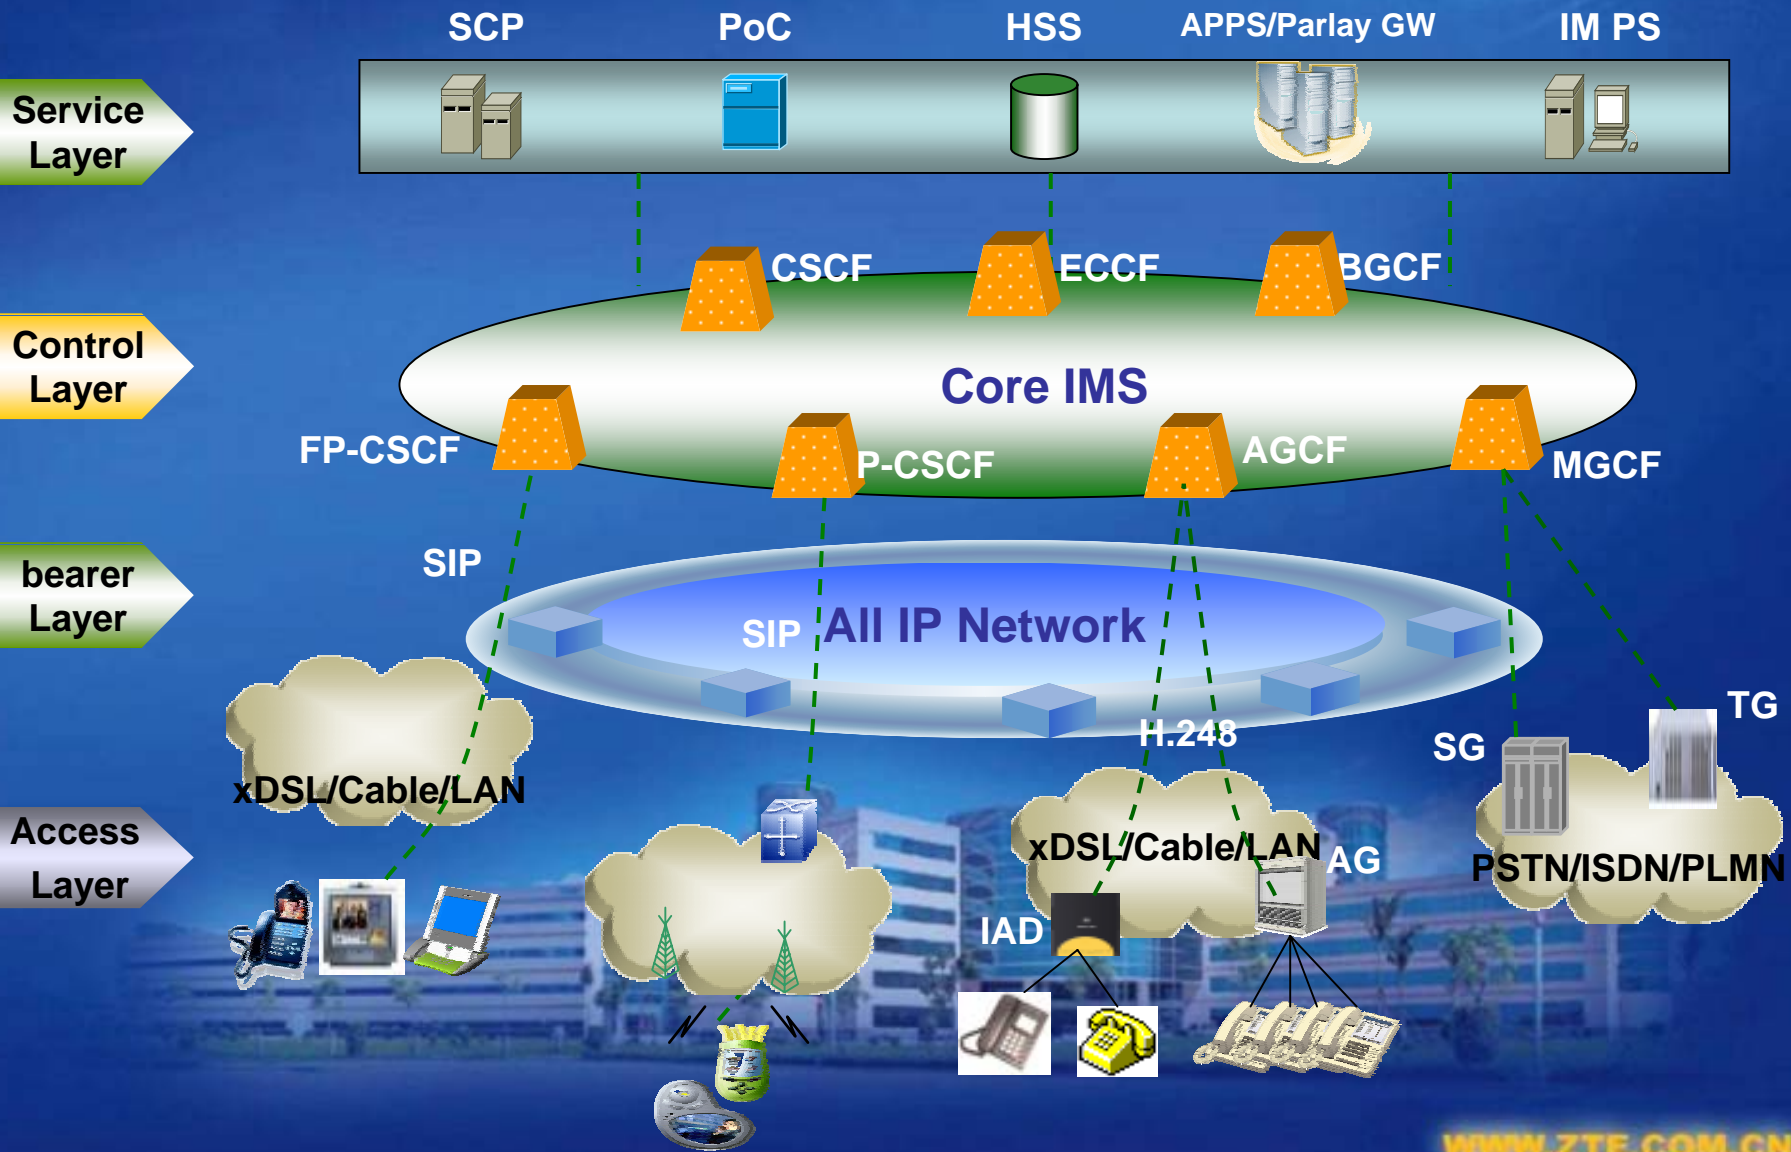 SCP
PoC
HSS
APPS/Parlay GW
IM PS
Service
Layer
CSCF
ECCF
BGCF
Control
Layer
Core IMS
FP-CSCF
P-CSCF
AGCF
MGCF
SIP
bearer
Layer
SIP
All IP Network
H.248
TG
SG
xDSL/Cable/LAN
Access
Layer
xDSL/Cable/LAN
AG
PSTN/ISDN/PLMN
IAD
WWW.ZTE.COM.CN